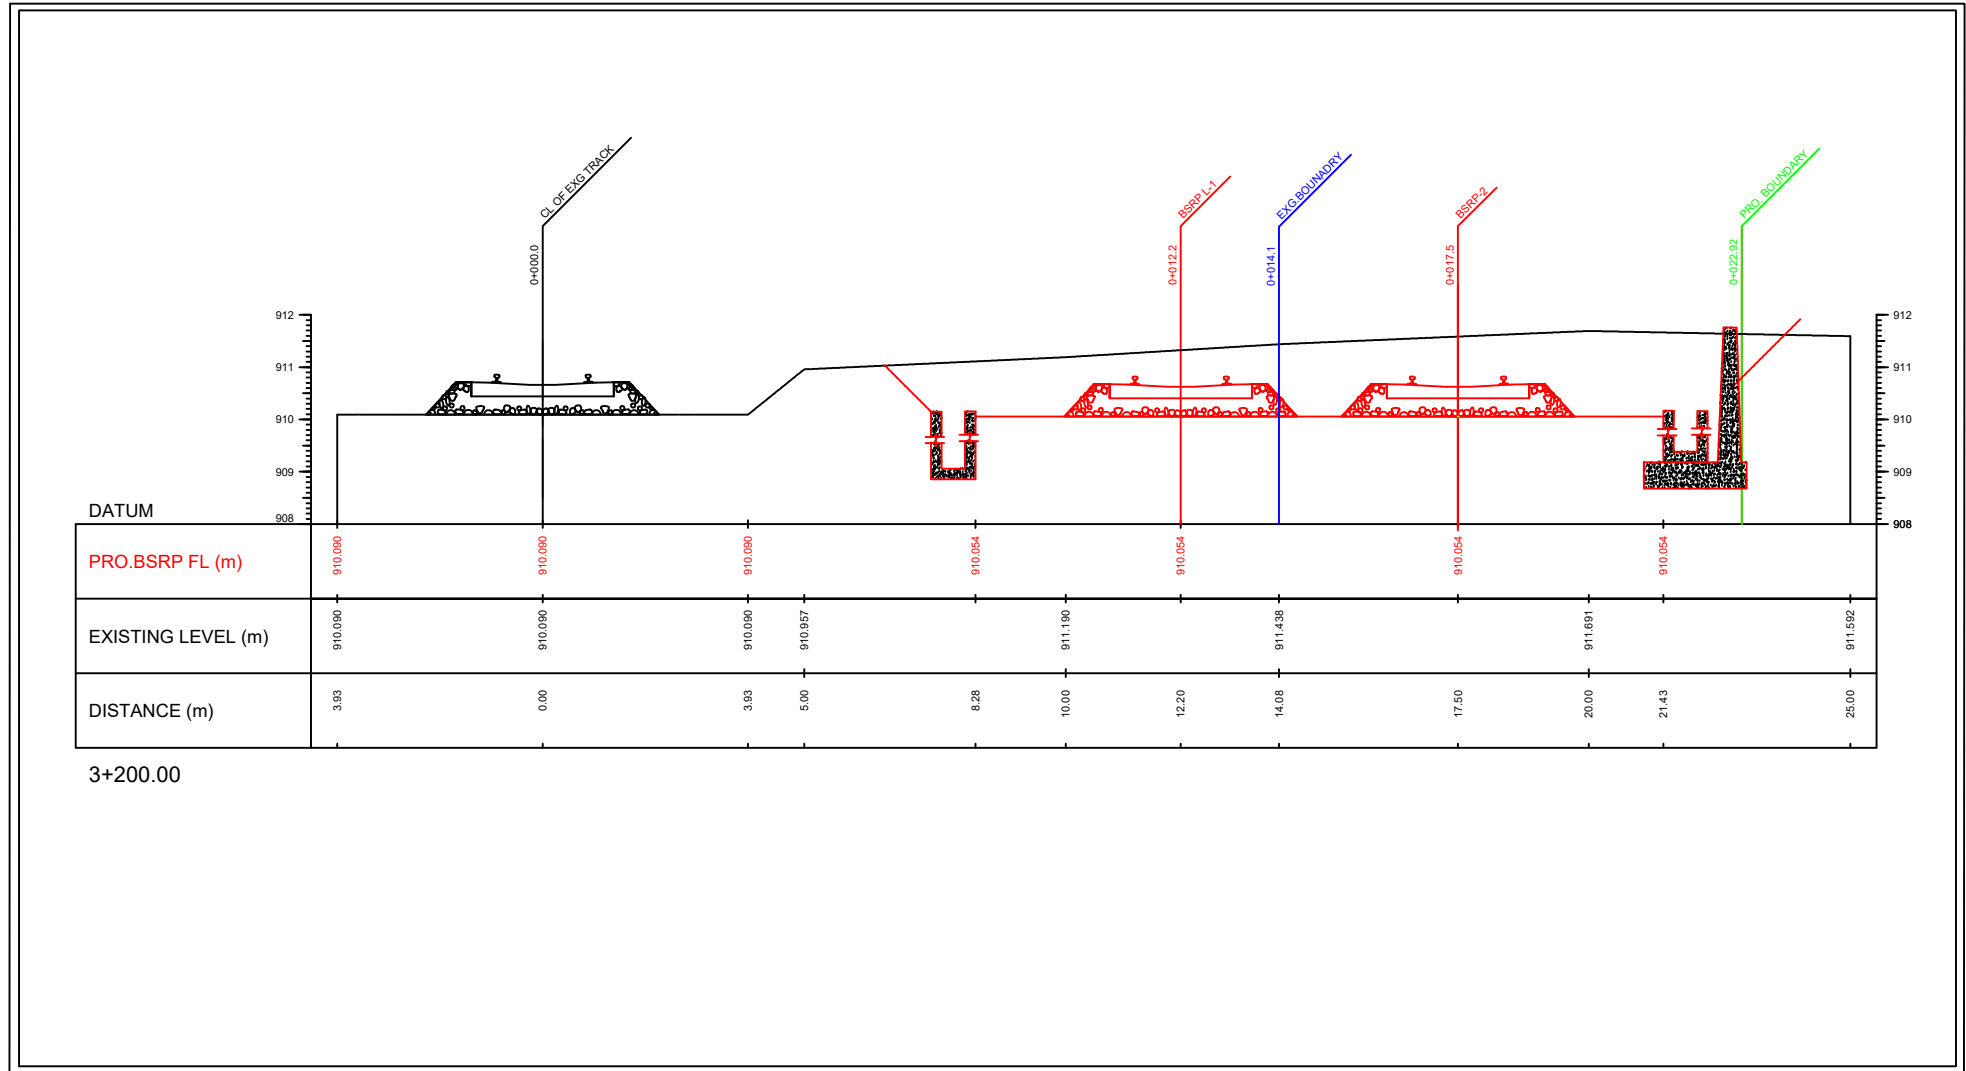 CL OF EXG TRACK
BSRP L-1
EXG.BOUNADRY
BSRP-2
PRO. BOUNDARY
0+000.0
0+012.2
0+014.1
0+017.5
0+022.92
912
911
910
909
908
912
911
910
909
908
DATUM
PRO.BSRP FL (m) 910.090 910.090 910.090 910.054 910.054 910.054 910.054
EXISTING LEVEL (m) 910.090 910.090 910.090 910.957 911.190 911.438 911.691 911.592
DISTANCE (m) 3.93 0.00 3.93 5.00 8.28 10.00 12.20 14.08 17.50 20.00 21.43 25.00
3+200.00